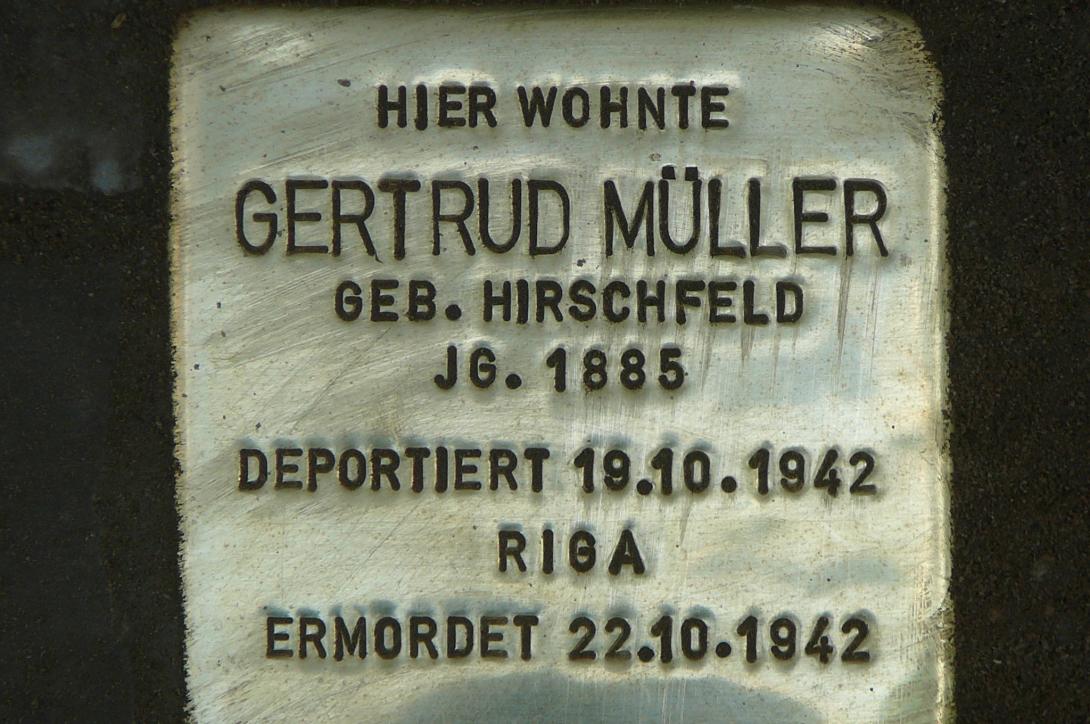 HIER WOHNTE
GERTRUD MÜLLER
GEB. HIRSCHFELD
JG. 1885
DEPORTIERT 19.10.1942
RIGA
ERMORDET 22.10.1942